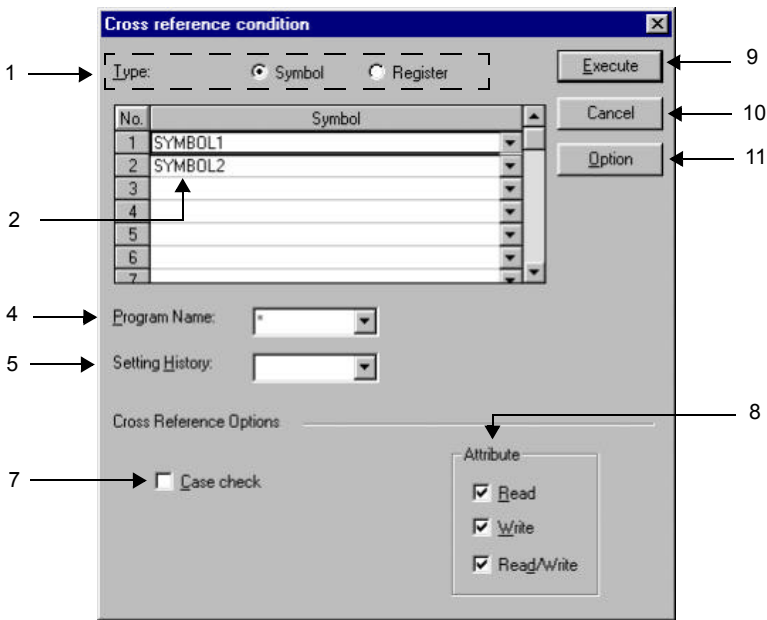 Cross reference condition
1 Type: Symbol Register Execute 9
No. Symbol Cancel 10
1 SYMBOL1
2 SYMBOL2 Option 11
3
2 4
5
6
7
4 Program Name: *
5 Setting History:
Cross Reference Options 8
Attribute
7 Case check Read
Write
Read/Write